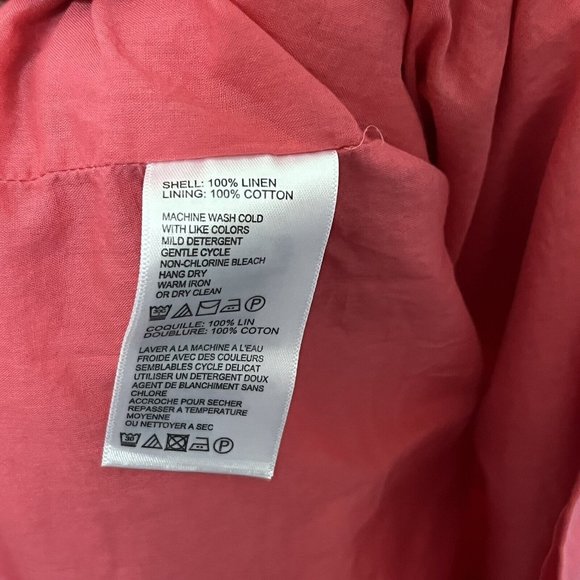 SHELL: 100% LINEN
LINING: 100% COTTON
MACHINE WASH COLD
WITH LIKE COLORS
MILD DETERGENT
GENTLE CYCLE
NON-CHLORINE BLEACH
HANG DRY
WARM IRON
OR DRY CLEAN
COQUILLE: 100% LIN
DOUBLURE: 100% COTON
LAVER A LA MACHINE A L'EAU
FROIDE AVEC DES COULEURS
SEMBLABLES CYCLE DELICAT
UTILISER UN DETERGENT DOUX
AGENT DE BLANCHIMENT SANS
CHLORE
ACCROCHE POUR SECHER
REPASSER A TEMPERATURE
MOYENNE
OU NETTOYER A SEC